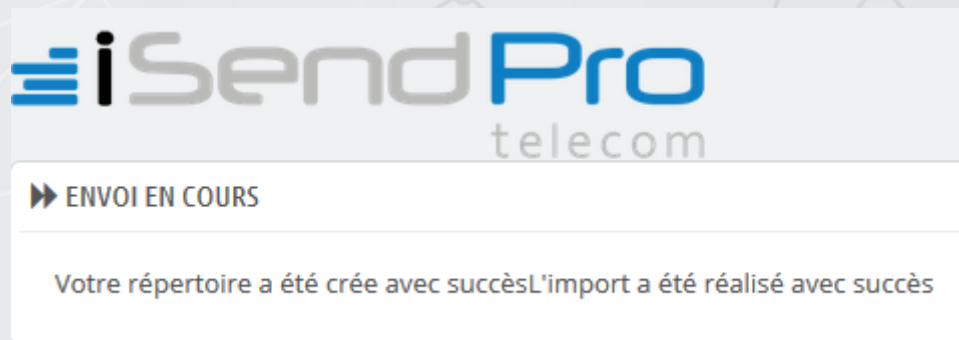 iSendPro
telecom
ENVOI EN COURS
Votre répertoire a été crée avec succèsL'import a été réalisé avec succès